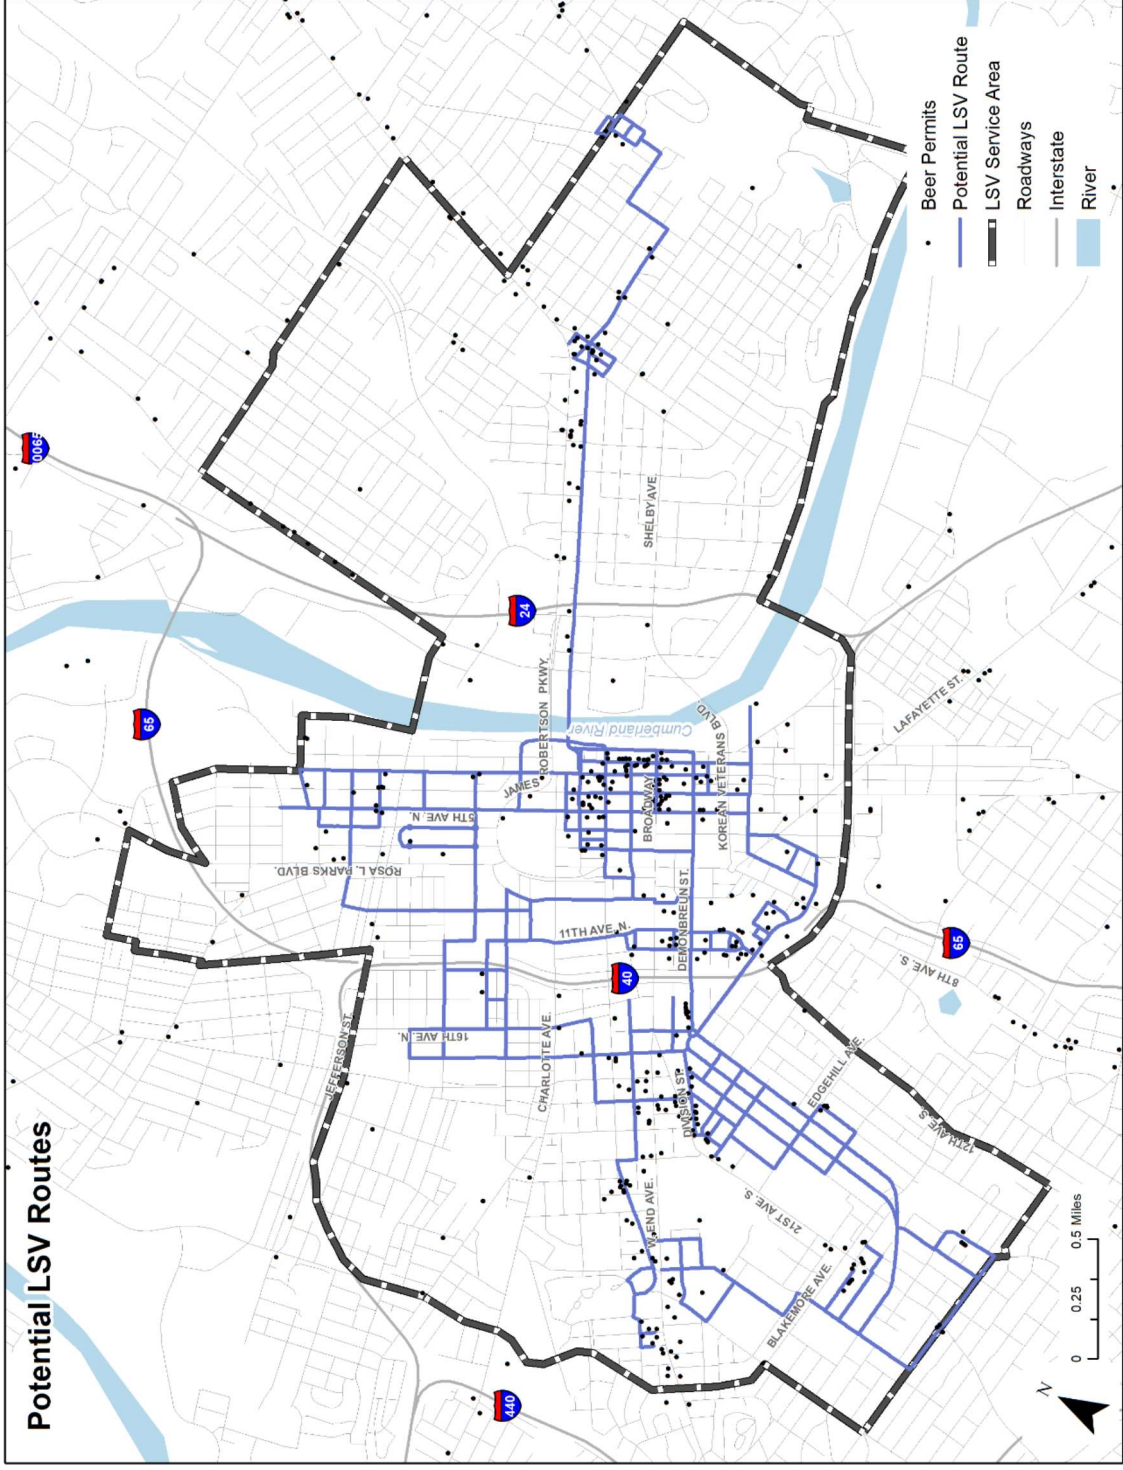 Potential LSV Routes
0065
65
24
65
40
440
JEFFERSON ST.
ROSA L. PARKS BLVD.
5TH AVE. N.
JAMES ROBERTSON PKWY.
Cumberland River
SHELBY AVE.
BROADWAY
KOREAN VETERANS BLVD.
LAFAYETTE ST.
DEMONBREUN ST.
11TH AVE. N.
16TH AVE. N.
CHARLOTTE AVE.
DIVISION ST.
8TH AVE. S.
EDGEHILL AVE.
12TH AVE S
21ST AVE. S.
W. END AVE.
BLAKEMORE AVE.
Beer Permits
Potential LSV Route
LSV Service Area
Roadways
Interstate
River
N
0 0.25 0.5 Miles